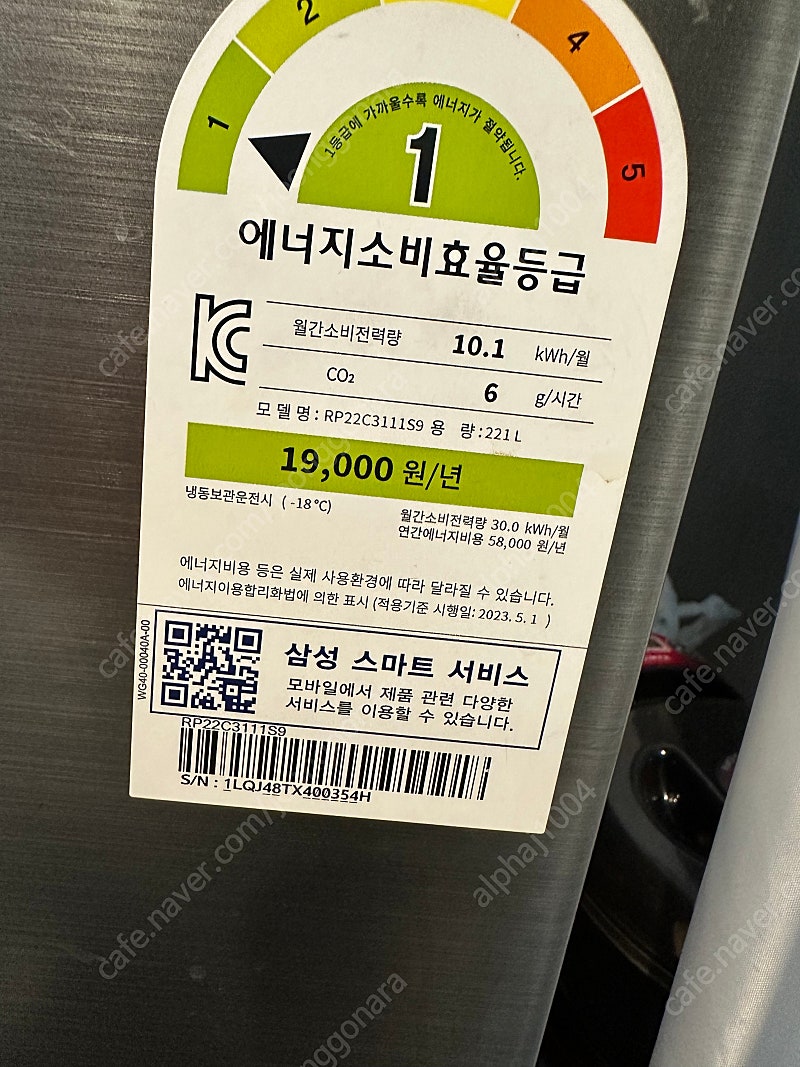 2
4
1
5
1등급에 가까울수록 에너지가 절약됩니다.
1
에너지소비효율등급
월간소비전력량 10.1 kWh/월
CO₂ 6 g/시간
모 델 명 : RP22C3111S9 용 량 : 221 L
19,000 원/년
냉동보관운전시 ( -18℃)
월간소비전력량 30.0 kWh/월
연간에너지비용 58,000 원/년
에너지비용 등은 실제 사용환경에 따라 달라질 수 있습니다.
에너지이용합리화법에 의한 표시 (적용기준 시행일: 2023. 5. 1 )
WG40-00040A-00
삼성 스마트 서비스
모바일에서 제품 관련 다양한
서비스를 이용할 수 있습니다.
RP22C3111S9
S/N : 1LQJ48TX400354H
cafe.naver.com
alphaj1004